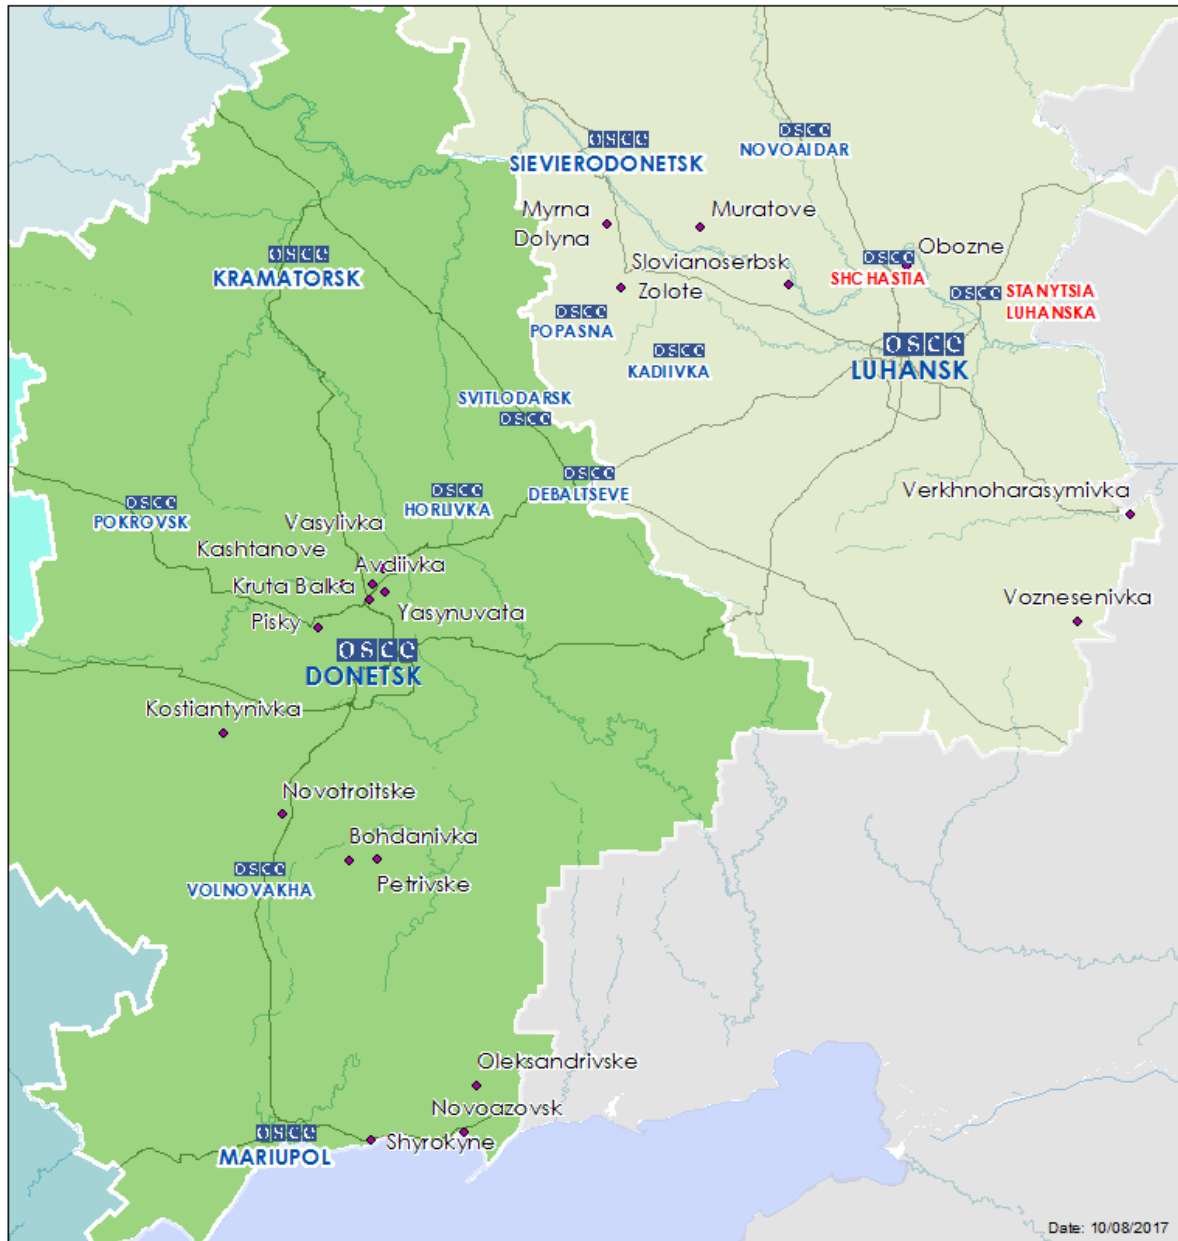 OSCE
NOVOAIDAR
OSCE
SIEVIERODONETSK
Myrna
Dolyna
Muratove
OSCE
KRAMATORSK
Slovianoserbsk
OSCE
SHCHASTIA
Obozne
Zolote
OSCE
STANYTSIA
LUHANSKA
OSCE
POPASNA
OSCE
KADIIVKA
OSCE
LUHANSK
SVITLODARSK
OSCE
OSCE
DEBALTSEVE
OSCE
POKROVSK
OSCE
HORLIVKA
Verkhnoharasymivka
Vasylivka
Kashtanove
Avdiivka
Kruta Balka
Yasynuvata
Pisky
Voznesenivka
OSCE
DONETSK
Kostiantynivka
Novotroitske
Bohdanivka
OSCE
VOLNOVAKHA
Petrivske
Oleksandrivske
Novoazovsk
OSCE
MARIUPOL
Shyrokyne
Date: 10/08/2017